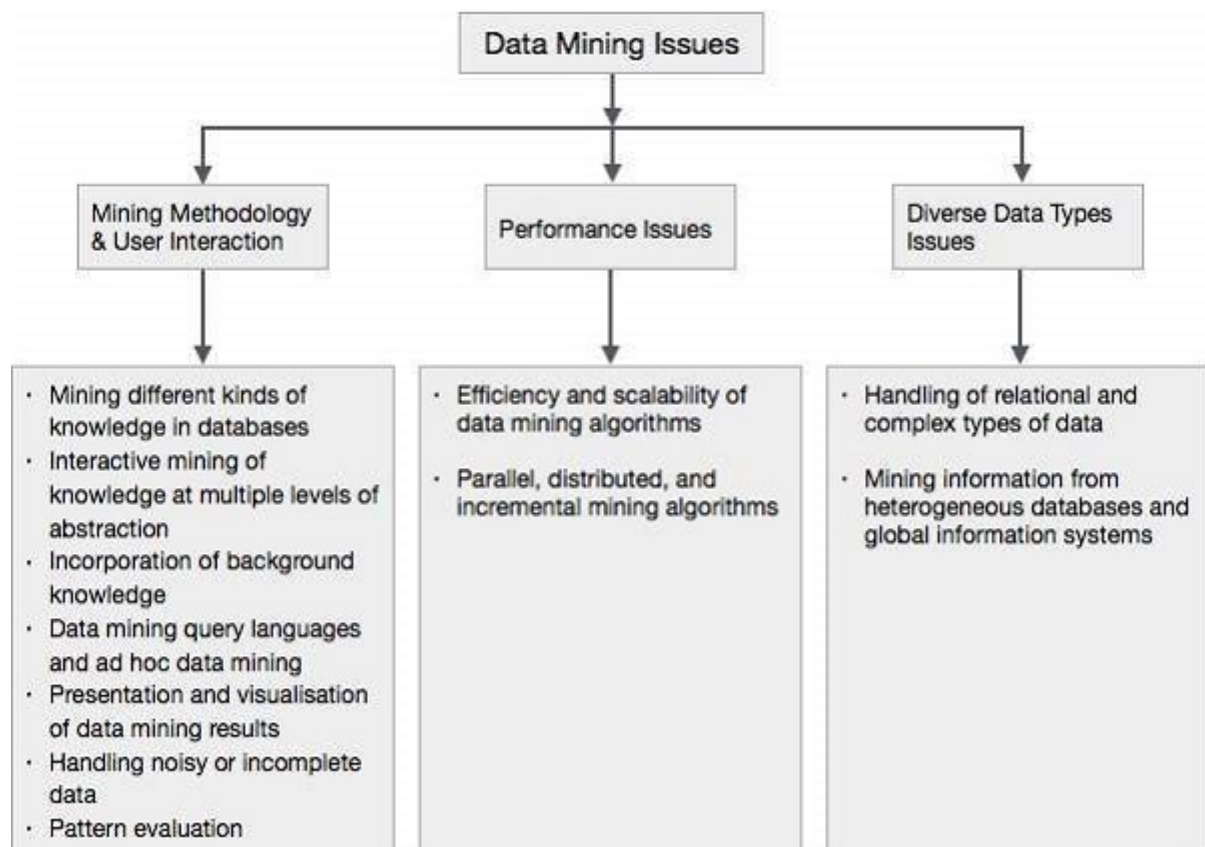 Data Mining Issues
Mining Methodology
& User Interaction
Performance Issues
Diverse Data Types
Issues
· Mining different kinds of
knowledge in databases
· Interactive mining of
knowledge at multiple levels of
abstraction
· Incorporation of background
knowledge
· Data mining query languages
and ad hoc data mining
· Presentation and visualisation
of data mining results
· Handling noisy or incomplete
data
· Pattern evaluation
· Efficiency and scalability of
data mining algorithms
· Parallel, distributed, and
incremental mining algorithms
· Handling of relational and
complex types of data
· Mining information from
heterogeneous databases and
global information systems